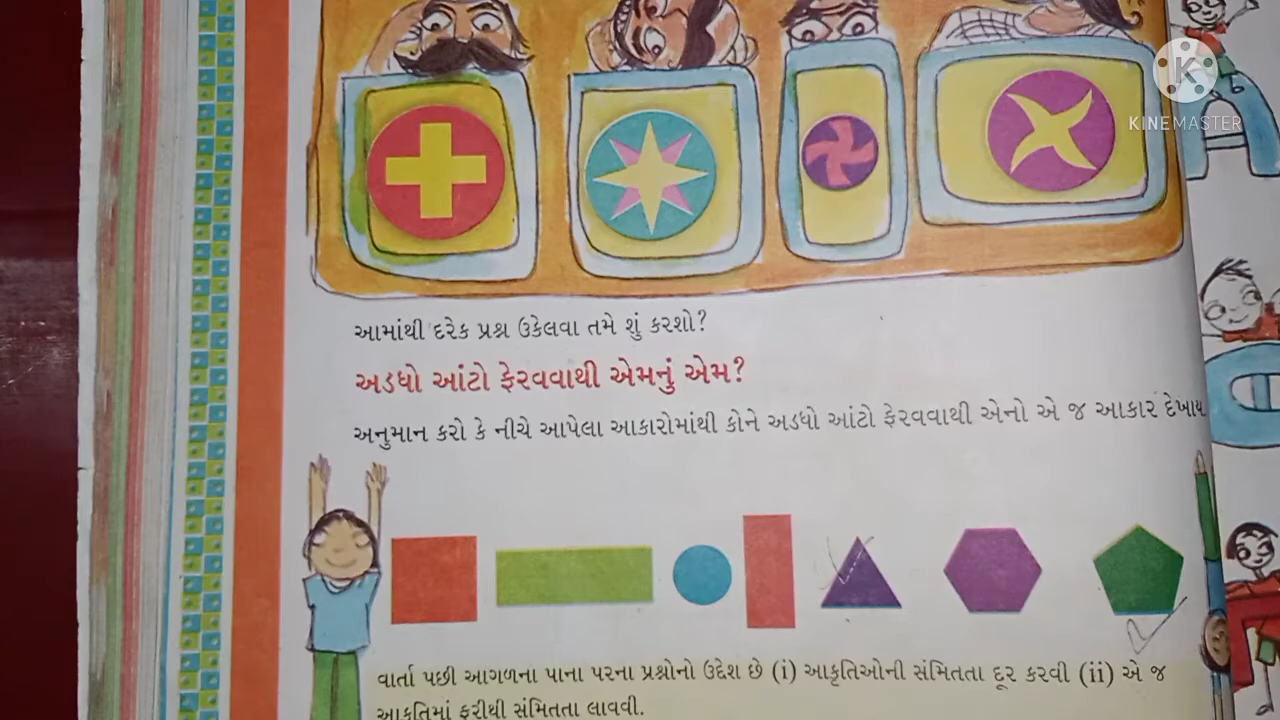 KINEMASTER
આમાંથી દરેક પ્રશ્ન ઉકેલવા તમે શું કરશો?
અડધો આંટો ફેરવવાથી એમનું એમ?
અનુમાન કરો કે નીચે આપેલા આકારોમાંથી કોને અડધો આંટો ફેરવવાથી એનો એ જ આકાર દેખાય
વાર્તા પછી આગળના પાના પરના પ્રશ્નોનો ઉદ્દેશ છે (i) આકૃતિઓની સંમિતતા દૂર કરવી (ii) એ જ
આકૃતિમાં ફરીથી સંમિતતા લાવવી.